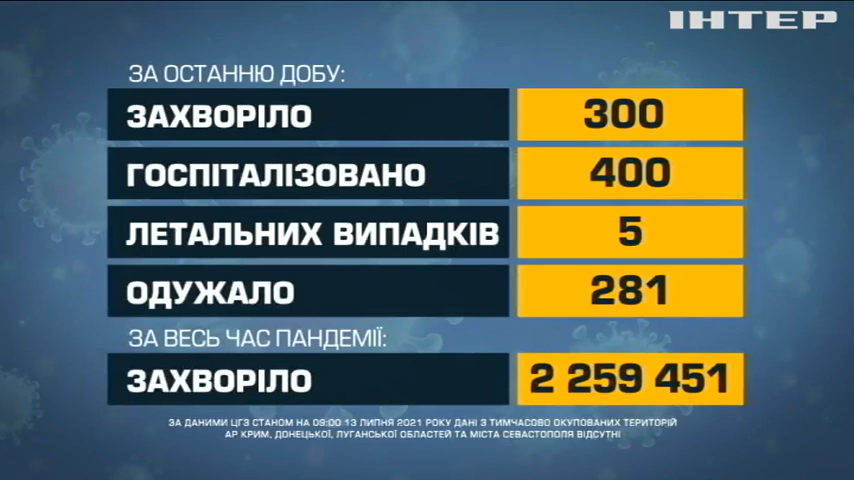 ІНТЕР
ЗА ОСТАННЮ ДОБУ:
ЗАХВОРІЛО 300
ГОСПІТАЛІЗОВАНО 400
ЛЕТАЛЬНИХ ВИПАДКІВ 5
ОДУЖАЛО 281
ЗА ВЕСЬ ЧАС ПАНДЕМІЇ:
ЗАХВОРІЛО 2 259 451
ЗА ДАНИМИ ЦГЗ СТАНОМ НА 09:00 13 ЛИПНЯ 2021 РОКУ ДАНІ З ТИМЧАСОВО ОКУПОВАНИХ ТЕРИТОРІЙ
АР КРИМ, ДОНЕЦЬКОЇ, ЛУГАНСЬКОЇ ОБЛАСТЕЙ ТА МІСТА СЕВАСТОПОЛЯ ВІДСУТНІ